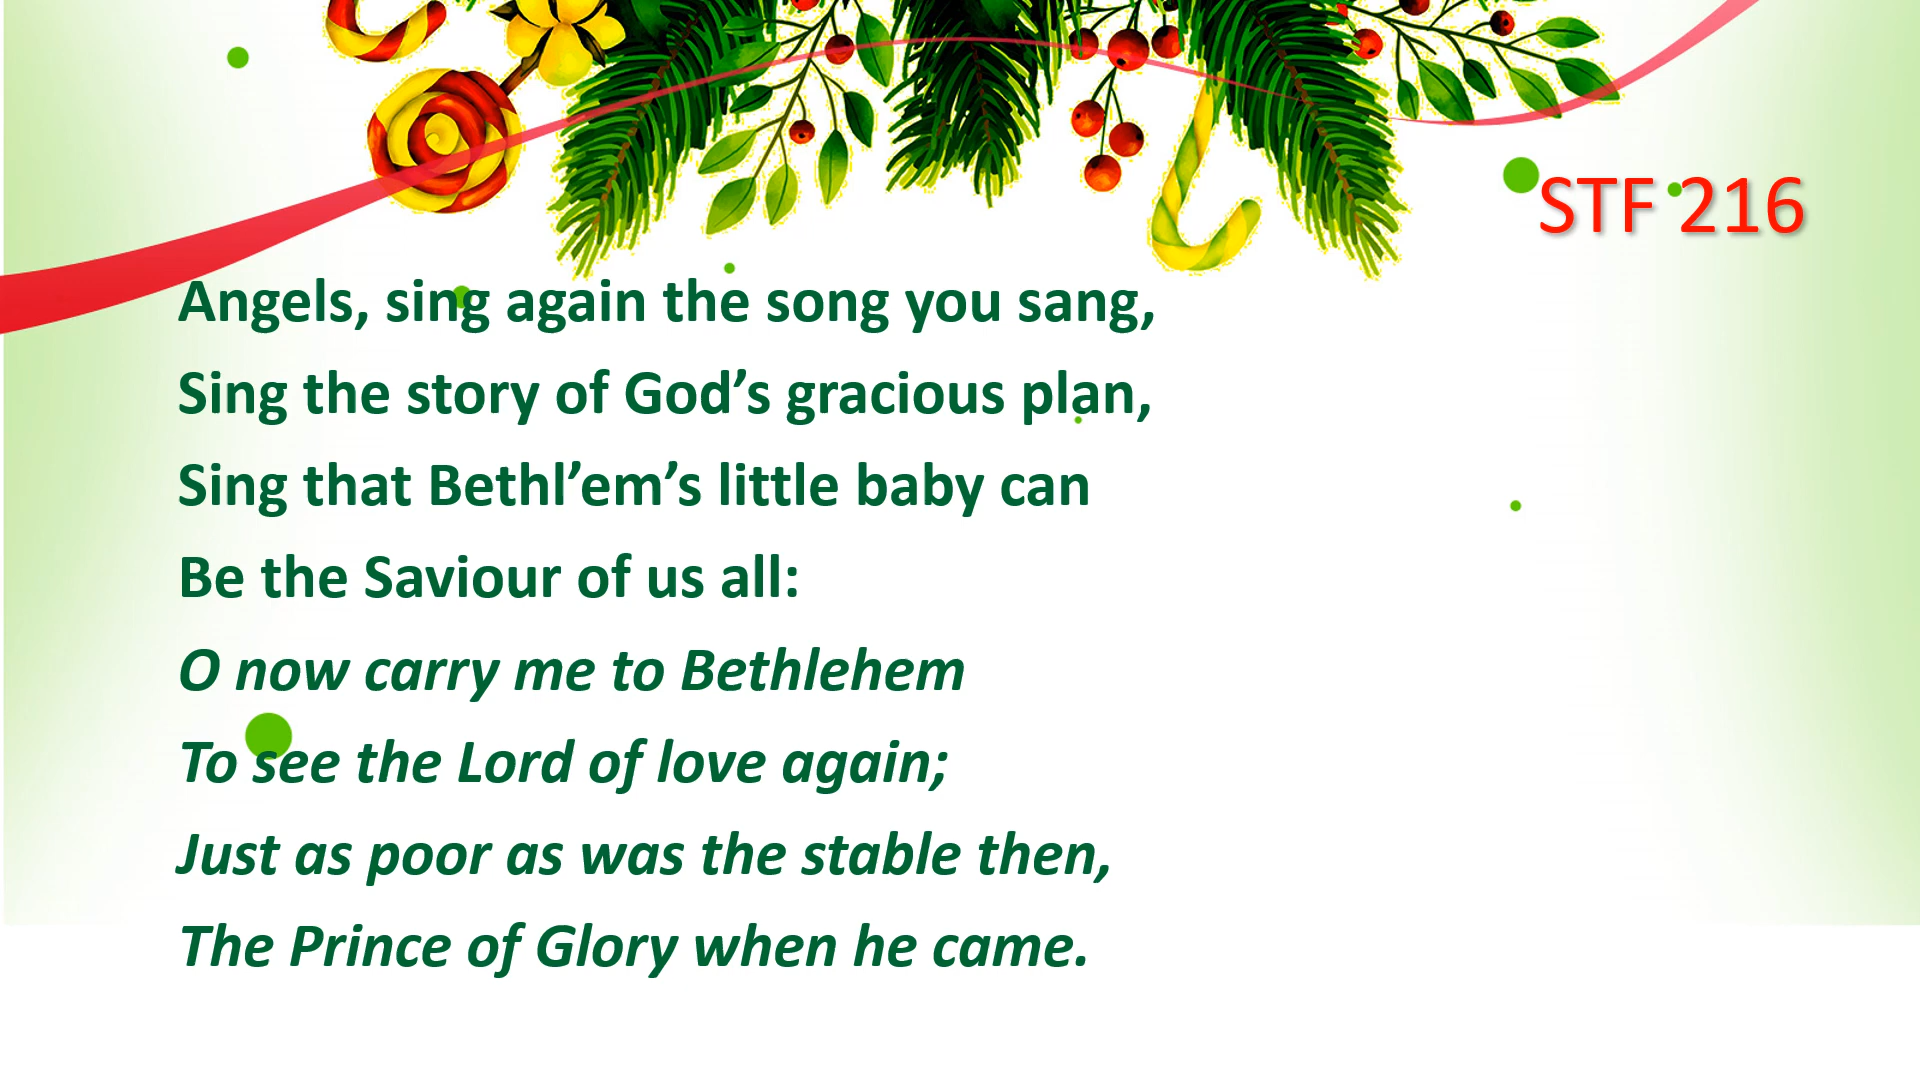 STF 216
Angels, sing again the song you sang,
Sing the story of God’s gracious plan,
Sing that Bethl’em’s little baby can
Be the Saviour of us all:
O now carry me to Bethlehem
To see the Lord of love again;
Just as poor as was the stable then,
The Prince of Glory when he came.